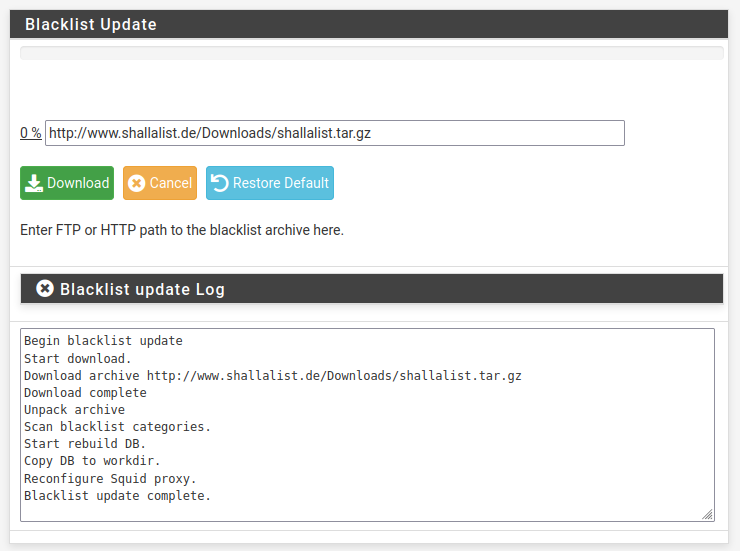 Blacklist Update
0 % http://www.shallalist.de/Downloads/shallalist.tar.gz
Download Cancel Restore Default
Enter FTP or HTTP path to the blacklist archive here.
Blacklist update Log
Begin blacklist update
Start download.
Download archive http://www.shallalist.de/Downloads/shallalist.tar.gz
Download complete
Unpack archive
Scan blacklist categories.
Start rebuild DB.
Copy DB to workdir.
Reconfigure Squid proxy.
Blacklist update complete.